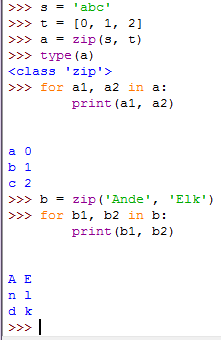 >>> s = 'abc'
>>> t = [0, 1, 2]
>>> a = zip(s, t)
>>> type(a)
<class 'zip'>
>>> for a1, a2 in a:
        print(a1, a2)

a 0
b 1
c 2
>>> b = zip('Ande', 'Elk')
>>> for b1, b2 in b:
        print(b1, b2)

A E
n l
d k
>>>